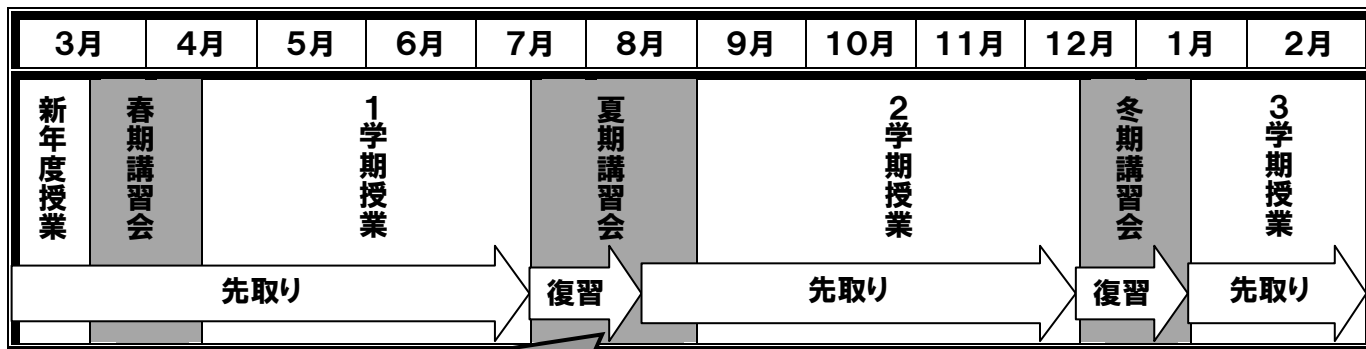 3月 4月 5月 6月 7月 8月 9月 10月 11月 12月 1月 2月
新年度授業
春期講習会
1学期授業
夏期講習会
2学期授業
冬期講習会
3学期授業
先取り 復習 先取り 復習 先取り